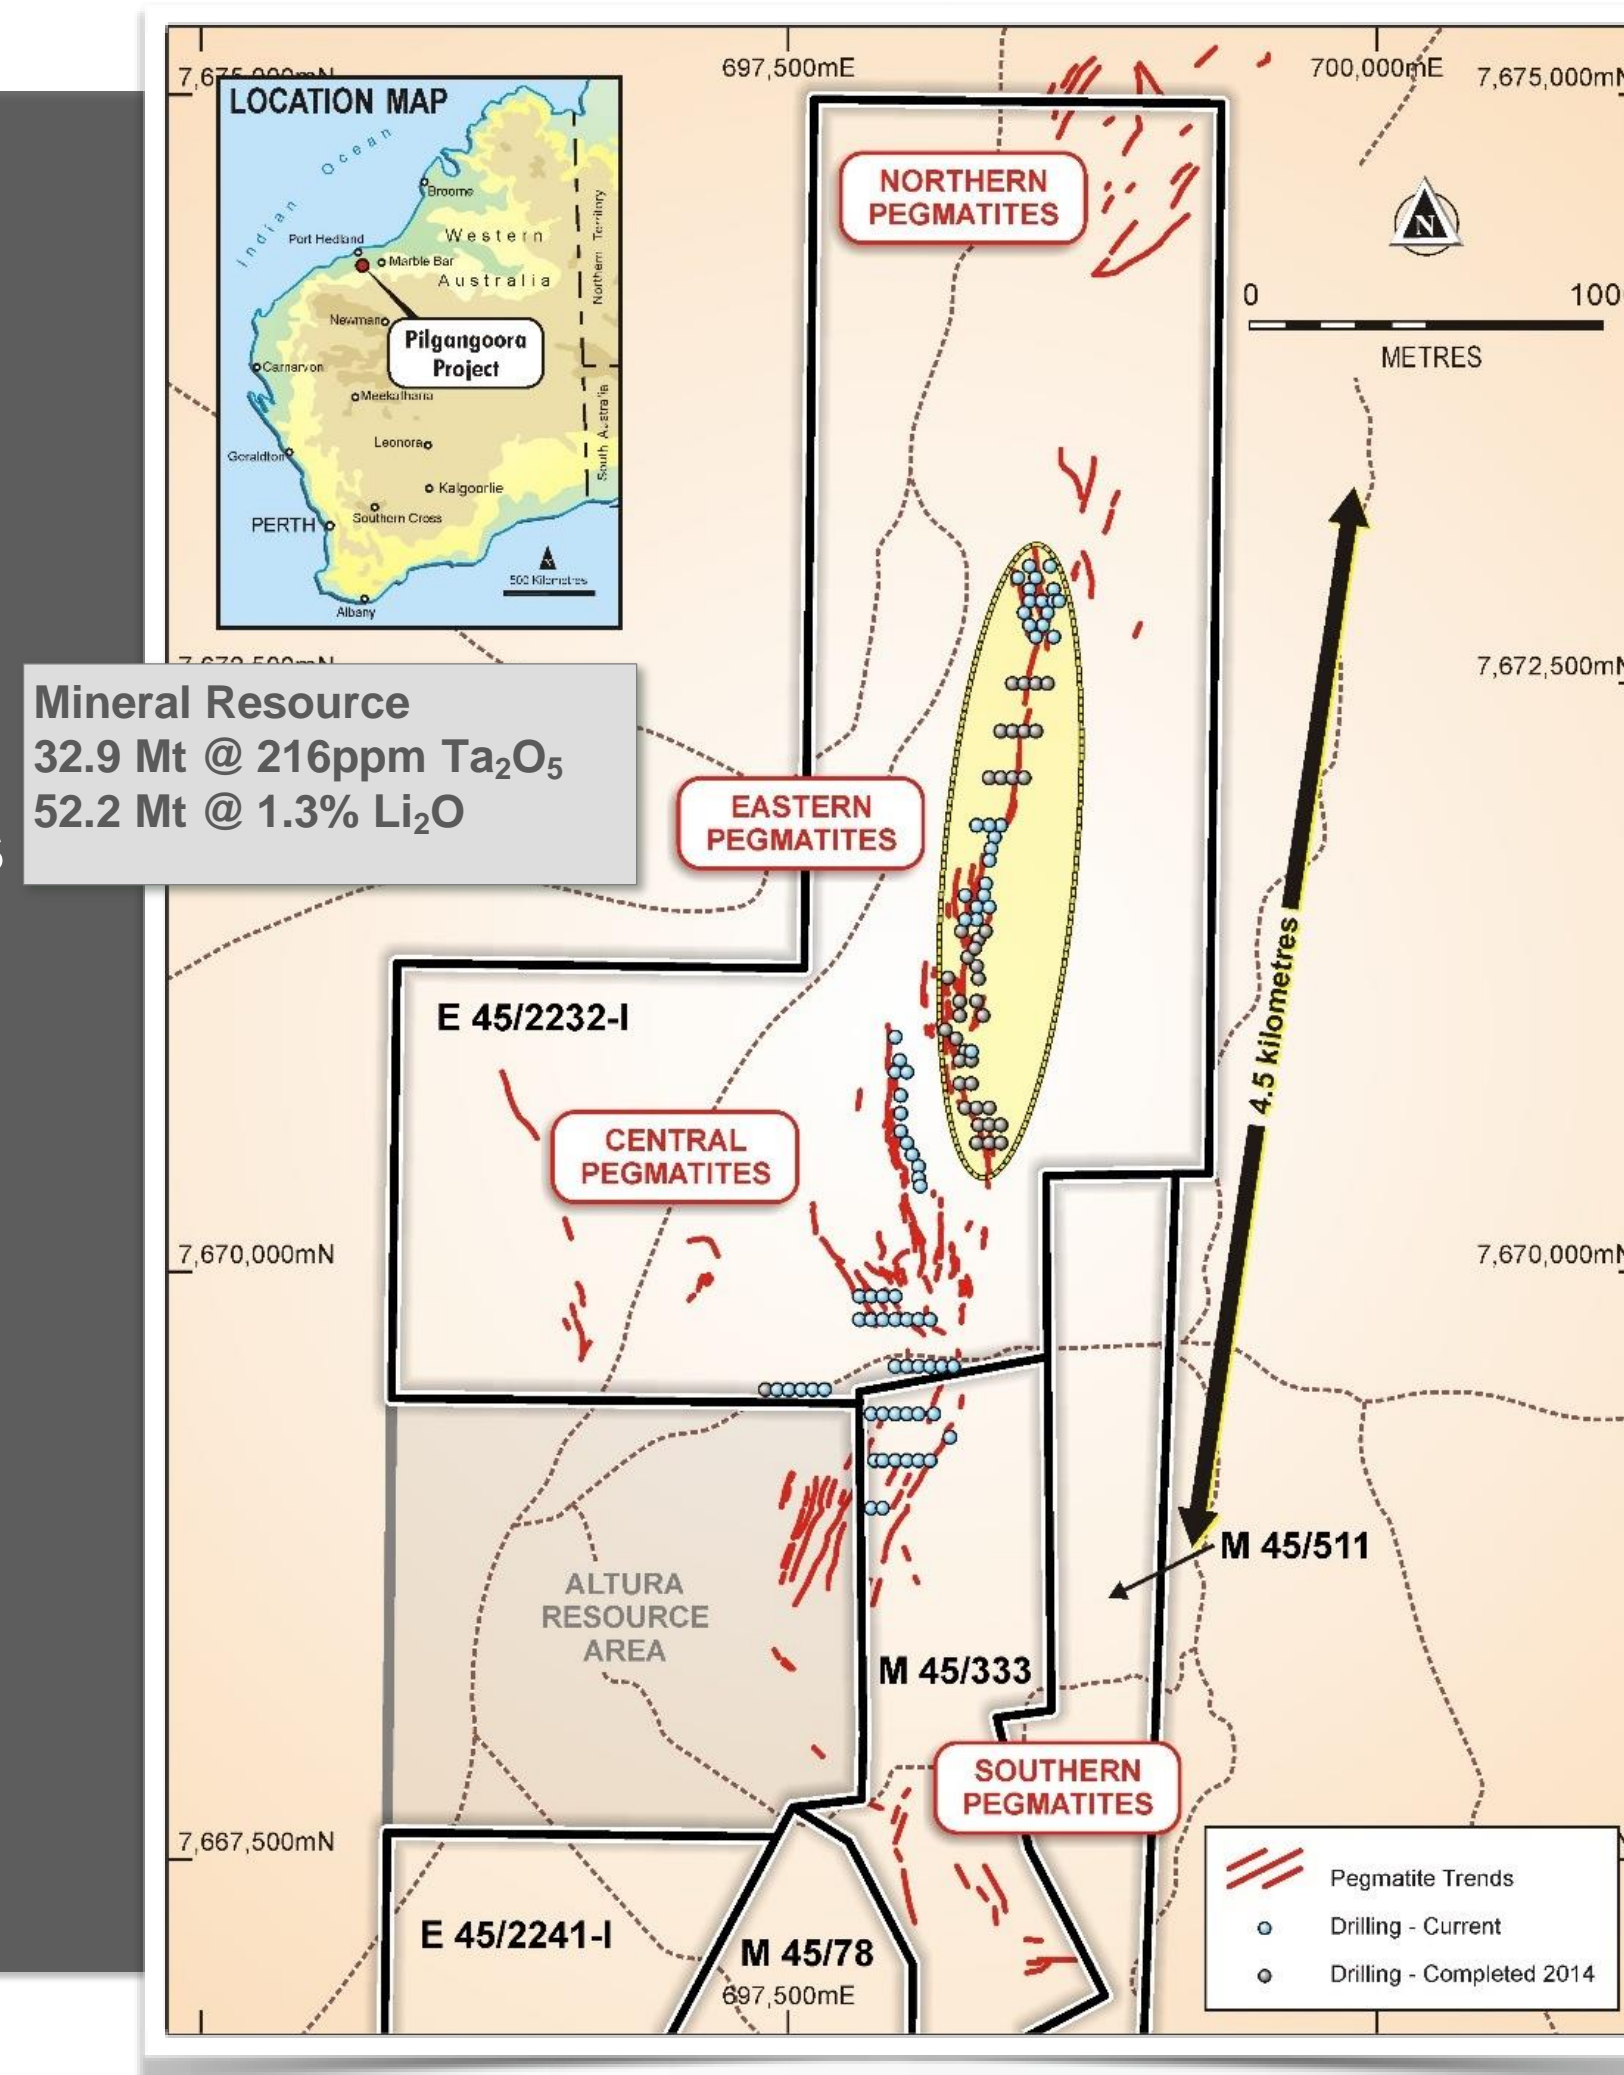 697,500mE
700,000mE
7,675,000m
LOCATION MAP
Indian Ocean
Broome
Port Hedland
Marble Bar
Western
Australia
Northern Territory
South Australia
Newman
Pilgangoora
Project
Carnarvon
Meekatharra
Leonora
Geraldton
Kalgoorlie
Southern Cross
PERTH
500 Kilometres
Albany
NORTHERN
PEGMATITES
N
0
100
METRES
7,672,500m
Mineral Resource
32.9 Mt @ 216ppm Ta₂O₅
52.2 Mt @ 1.3% Li₂O
EASTERN
PEGMATITES
4.5 kilometres
E 45/2232-I
CENTRAL
PEGMATITES
7,670,000mN
7,670,000m
ALTURA
RESOURCE
AREA
M 45/511
M 45/333
SOUTHERN
PEGMATITES
7,667,500mN
E 45/2241-I
M 45/78
697,500mE
Pegmatite Trends
Drilling - Current
Drilling - Completed 2014